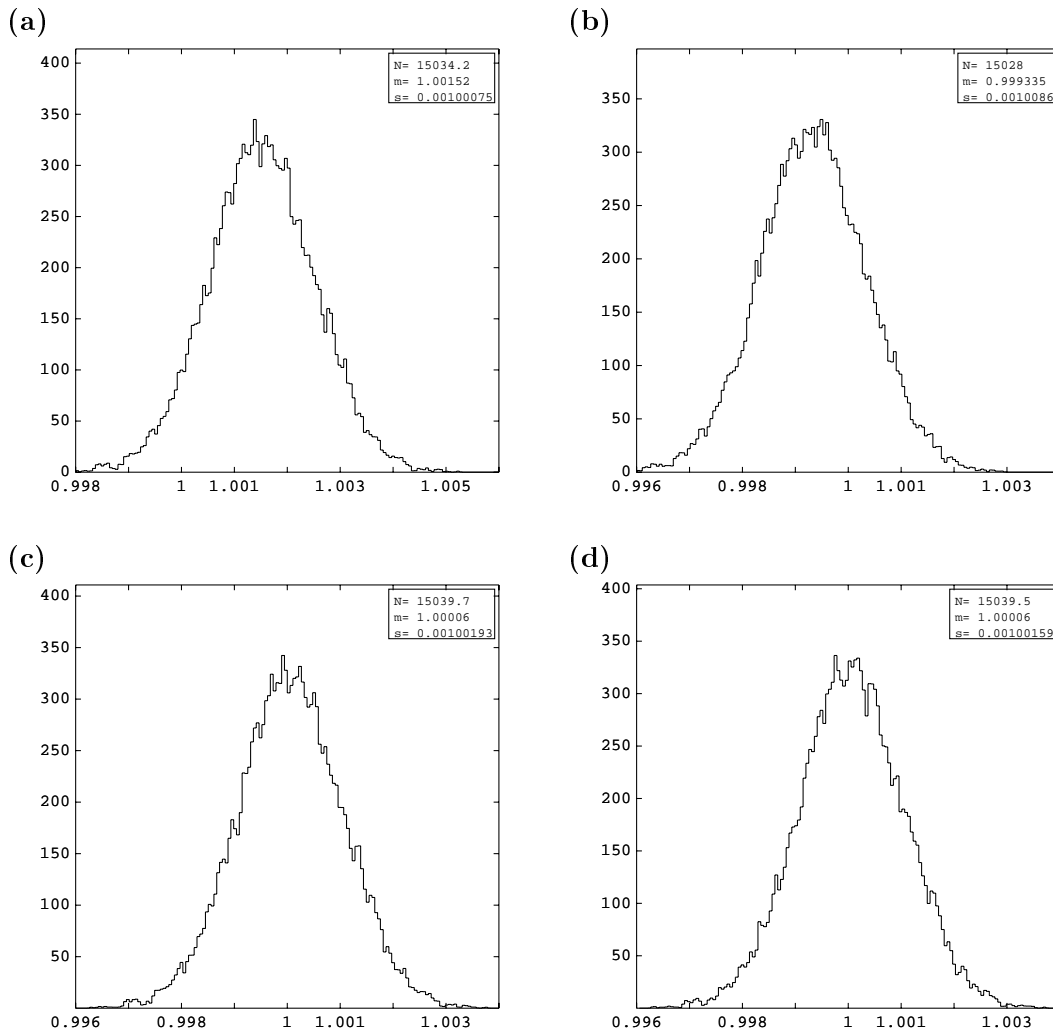 (a)
N= 15034.2
m= 1.00152
s= 0.00100075
400
350
300
250
200
150
100
50
0
0.998 1 1.001 1.003 1.005
(b)
N= 15028
m= 0.999335
s= 0.0010086
350
300
250
200
150
100
50
0
0.996 0.998 1 1.001 1.003
(c)
N= 15039.7
m= 1.00006
s= 0.00100193
400
350
300
250
200
150
100
50
0.996 0.998 1 1.001 1.003
(d)
N= 15039.5
m= 1.00006
s= 0.00100159
400
350
300
250
200
150
100
50
0.996 0.998 1 1.001 1.003